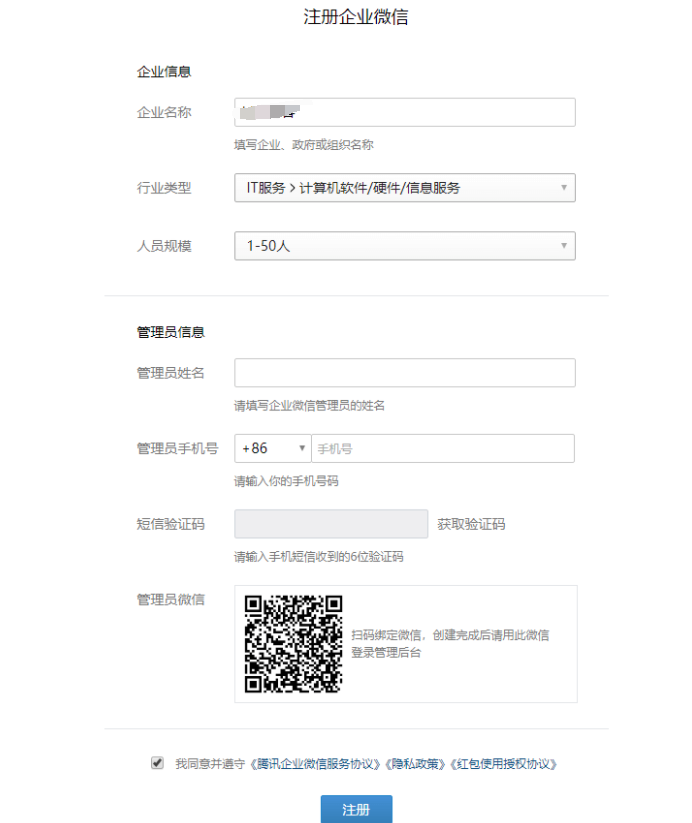 注册企业微信
企业信息
企业名称
填写企业、政府或组织名称
行业类型 IT服务 > 计算机软件/硬件/信息服务
人员规模 1-50人
管理员信息
管理员姓名
请填写企业微信管理员的姓名
管理员手机号 +86 手机号
请输入你的手机号码
短信验证码 获取验证码
请输入手机短信收到的6位验证码
管理员微信
扫码绑定微信，创建完成后请用此微信
登录管理后台
我同意并遵守《腾讯企业微信服务协议》《隐私政策》《红包使用授权协议》
注册